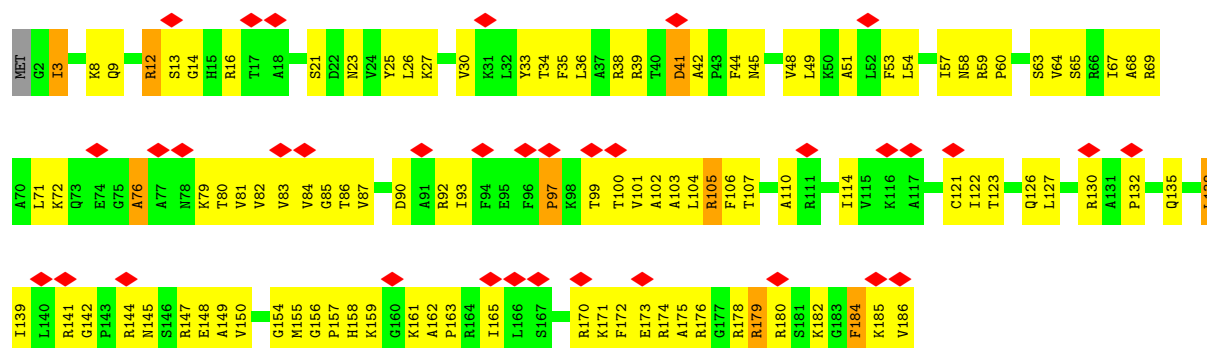 MET G2 I3 K8 Q9 R12 S13 G14 H15 R16 T17 A18 S21 D22 N23 V24 Y25 L26 K27 V30 K31 L32 Y33 T34 F35 L36 A37 R38 R39 T40 D41 A42 P43 F44 N45 V48 L49 K50 A51 L52 F53 L54 I57 N58 R59 P60 S63 V64 S65 R66 I67 A68 R69
A70 L71 K72 Q73 E74 G75 A76 A77 N78 K79 T80 V81 V82 V83 V84 G85 T86 V87 D90 A91 R92 I93 F94 E95 F96 P97 K98 T99 T100 V101 A102 A103 L104 R105 F106 T107 A110 R111 I114 V115 K116 A117 C121 I122 T123 Q126 L127 R130 A131 P132 Q135
I139 L140 R141 G142 P143 R144 N145 S146 R147 E148 A149 V150 G154 M155 G156 P157 H158 K159 G160 K161 A162 P163 R164 I165 L166 S167 R170 K171 F172 E173 R174 A175 R176 G177 R178 R179 R180 S181 K182 G183 F184 K185 V186